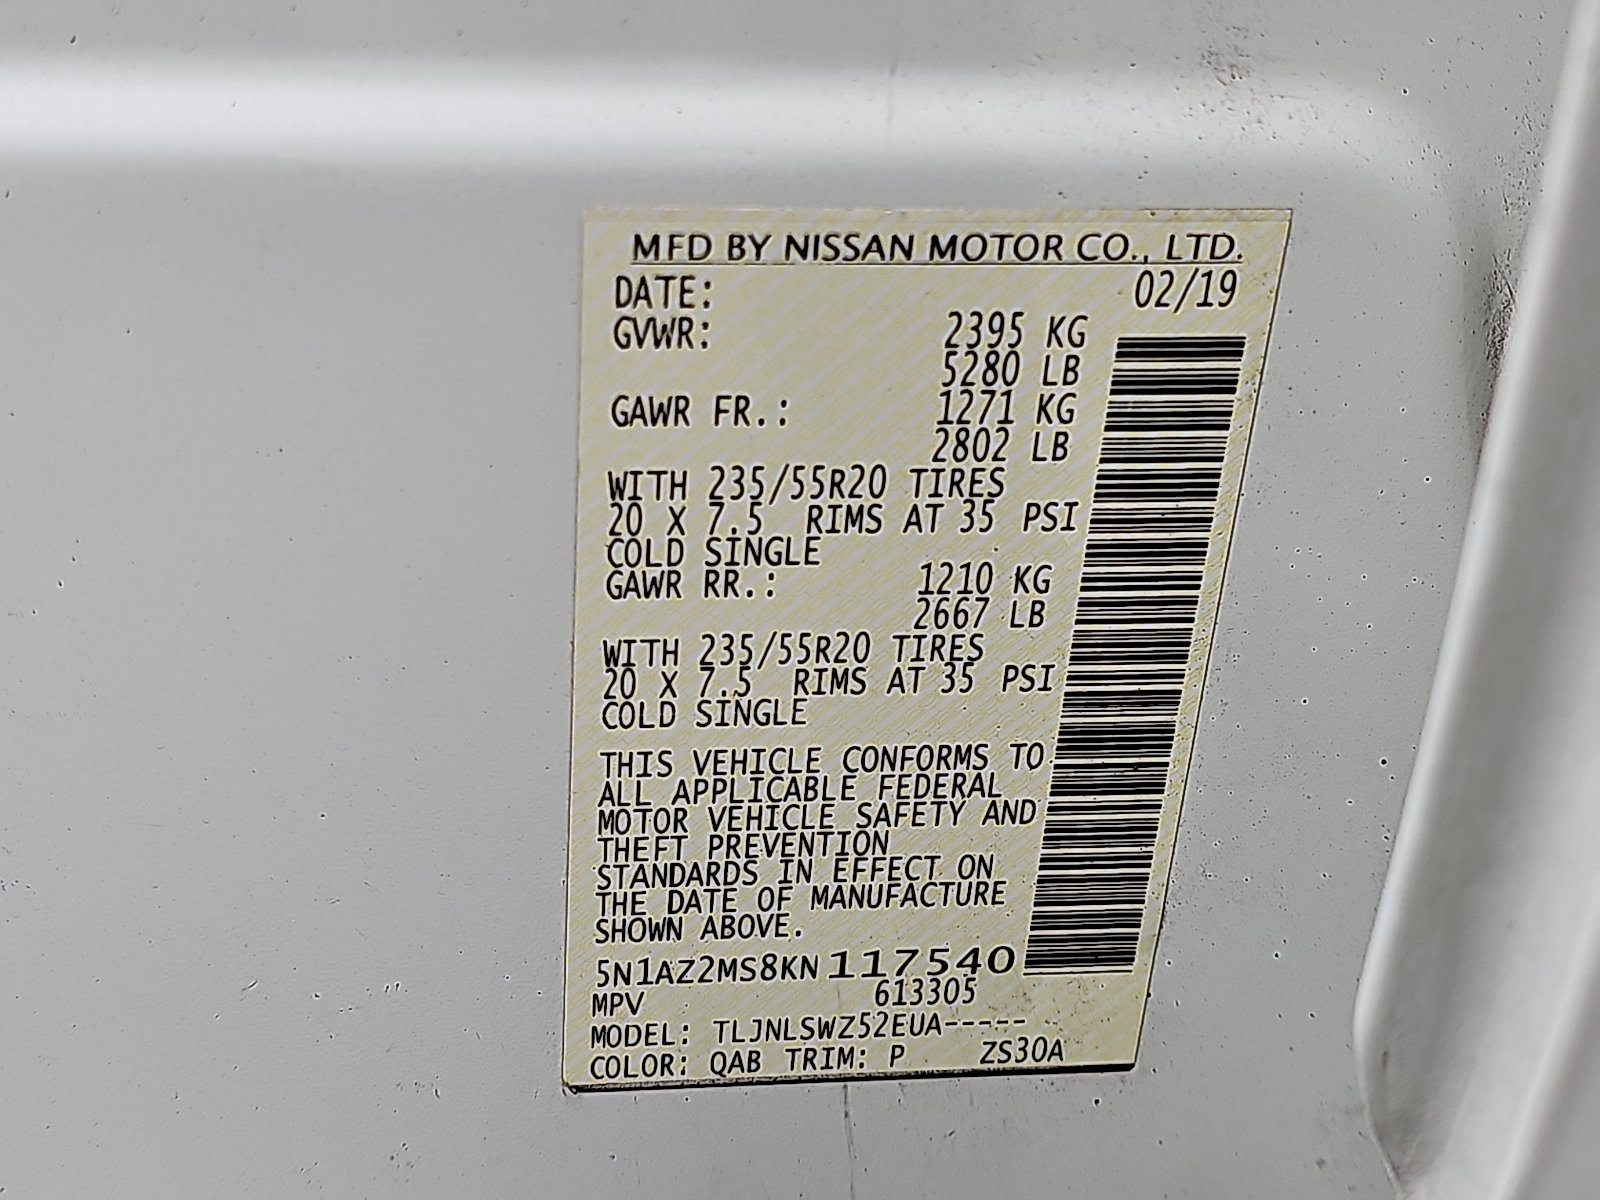 MFD BY NISSAN MOTOR CO., LTD.
DATE: 02/19
GVWR: 2395 KG
5280 LB
GAWR FR.: 1271 KG
2802 LB
WITH 235/55R20 TIRES
20 X 7.5 RIMS AT 35 PSI
COLD SINGLE
GAWR RR.: 1210 KG
2667 LB
WITH 235/55R20 TIRES
20 X 7.5 RIMS AT 35 PSI
COLD SINGLE
THIS VEHICLE CONFORMS TO
ALL APPLICABLE FEDERAL
MOTOR VEHICLE SAFETY AND
THEFT PREVENTION
STANDARDS IN EFFECT ON
THE DATE OF MANUFACTURE
SHOWN ABOVE.
5N1AZ2MS8KN117540
MPV 613305
MODEL: TLJNLSWZ52EUA-----
COLOR: QAB TRIM: P ZS30A